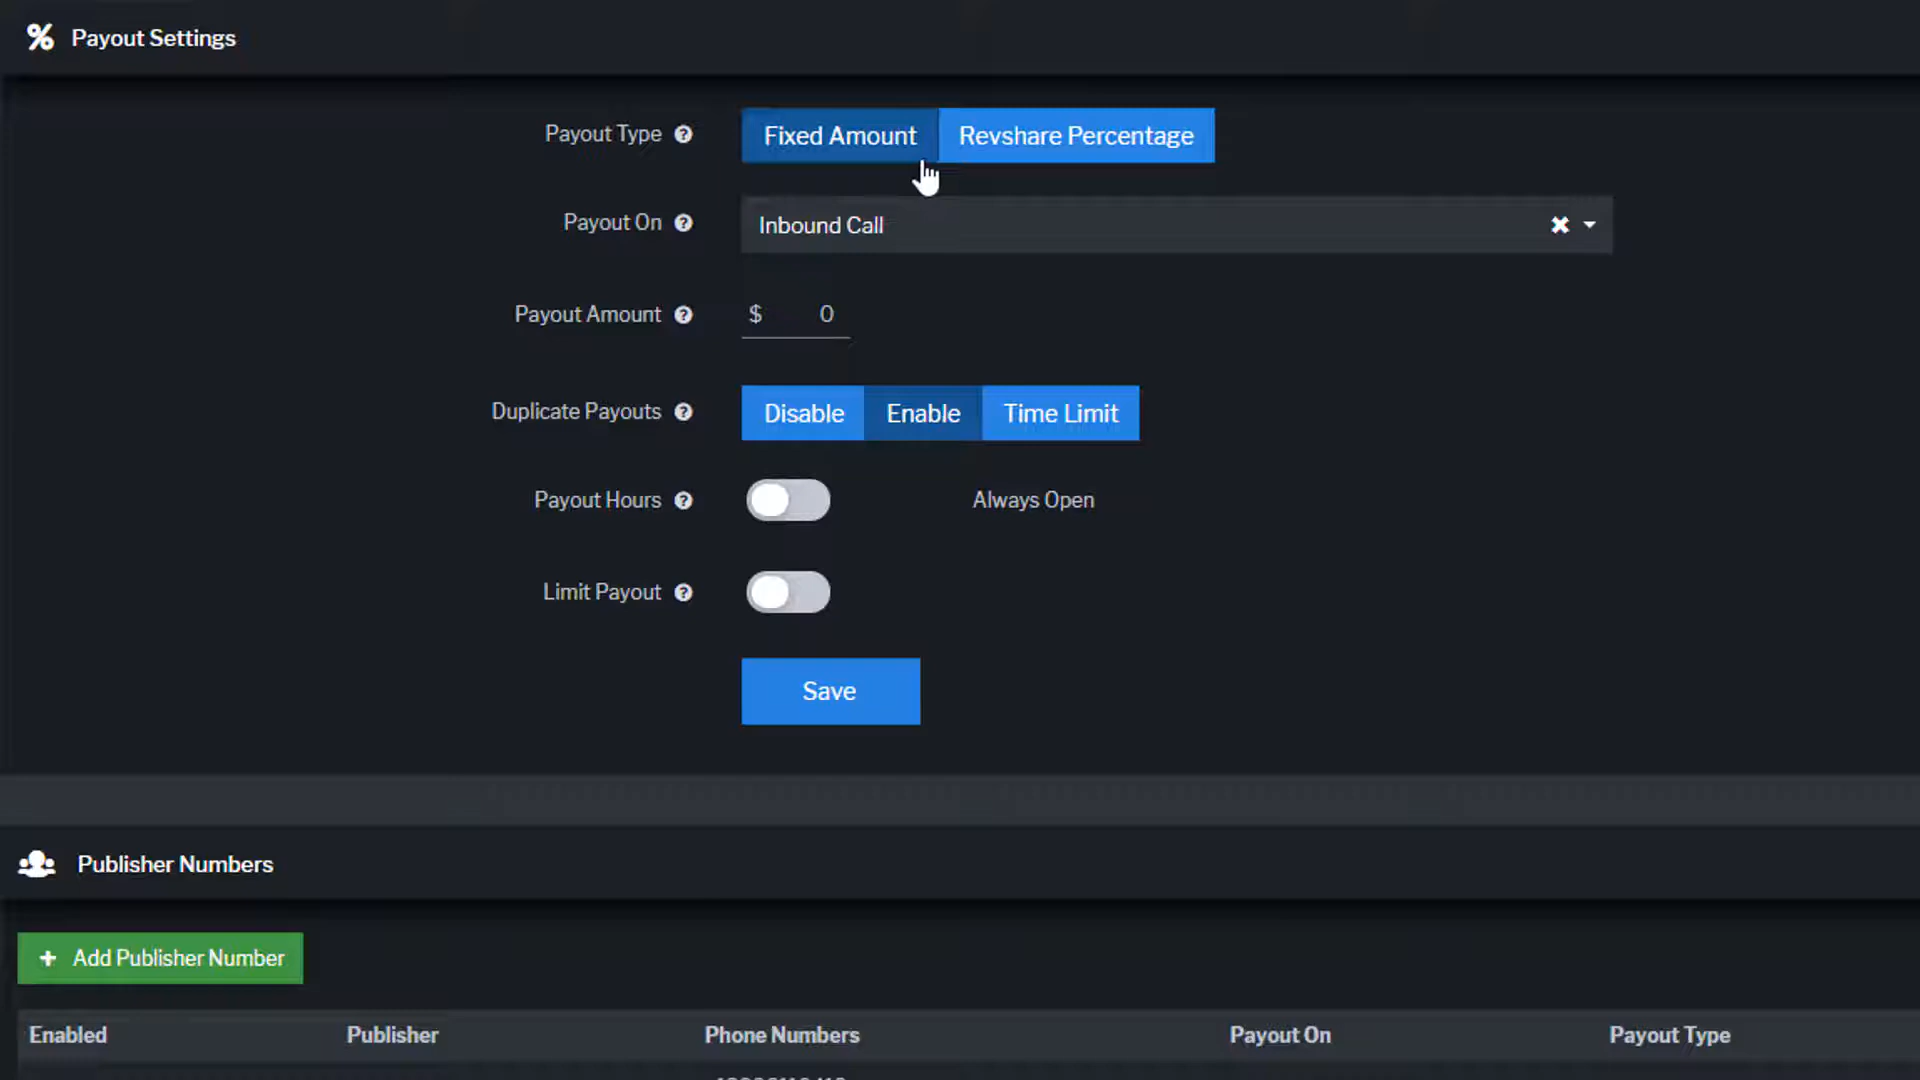 Payout Settings
Payout Type
Fixed Amount
Revshare Percentage
Payout On
Inbound Call
Payout Amount
$ 0
Duplicate Payouts
Disable
Enable
Time Limit
Payout Hours
Always Open
Limit Payout
Save
Publisher Numbers
+ Add Publisher Number
Enabled
Publisher
Phone Numbers
Payout On
Payout Type